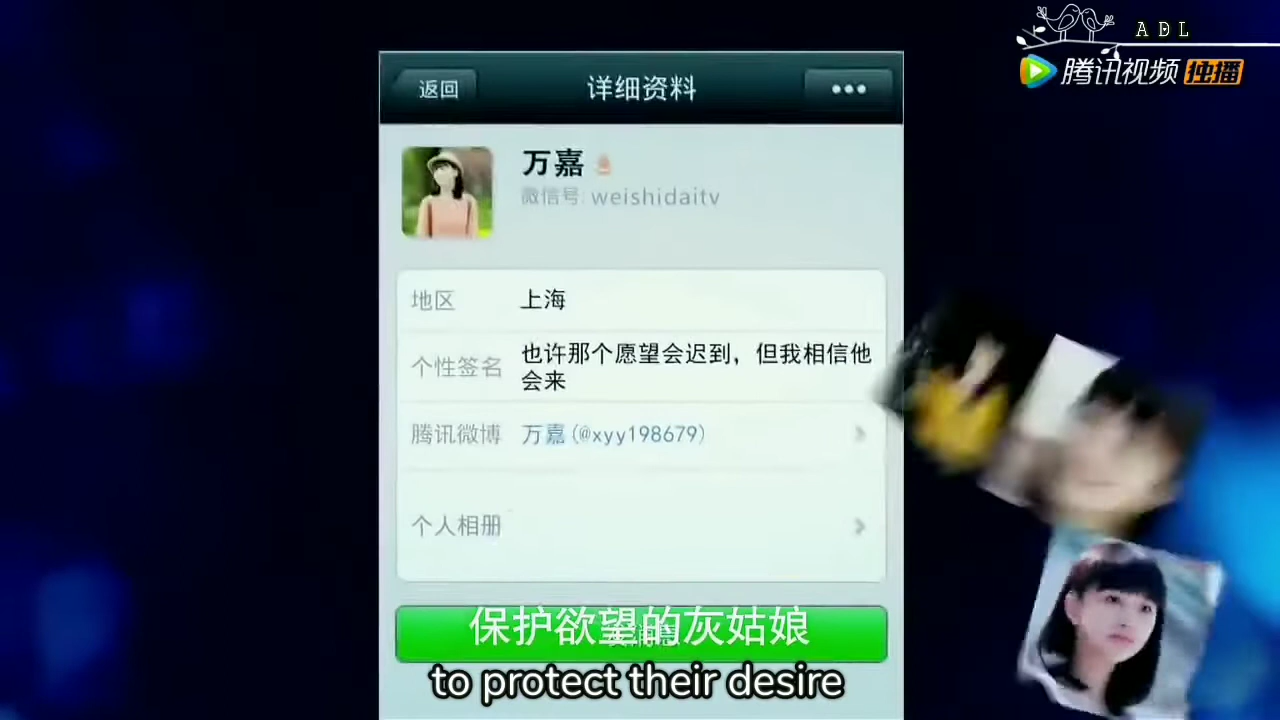 ADL
腾讯视频 独播
返回 详细资料
万嘉
微信号: weishidaitv
地区 上海
个性签名 也许那个愿望会迟到，但我相信他
会来
腾讯微博 万嘉 (@xyy198679)
个人相册
保护欲望的灰姑娘
to protect their desire